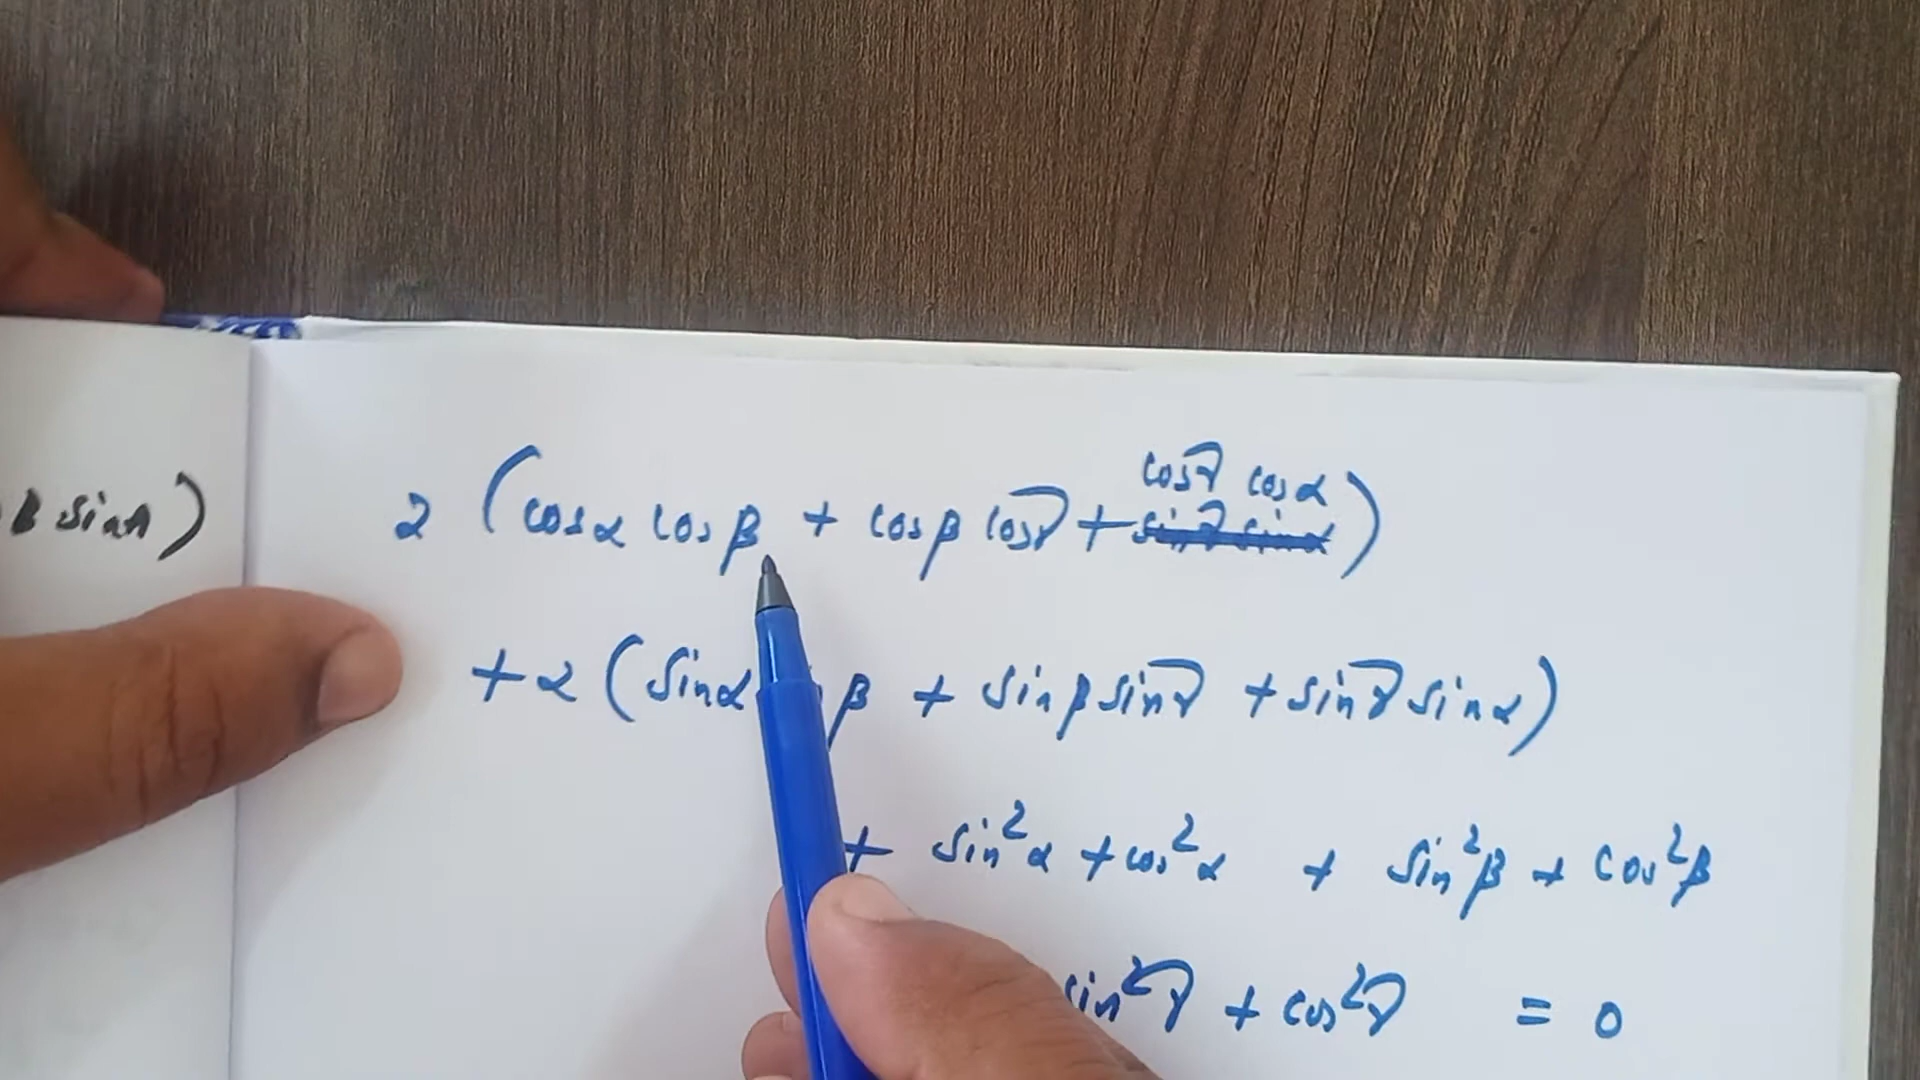 β sinA)
2 (cosα cosβ + cosβ cosγ + cosγ cosα)
+2 (sinα β + sinβ sinγ + sinγ sinα)
+ sin²α + cos²α + sin²β + cos²β
sin²γ + cos²γ = 0